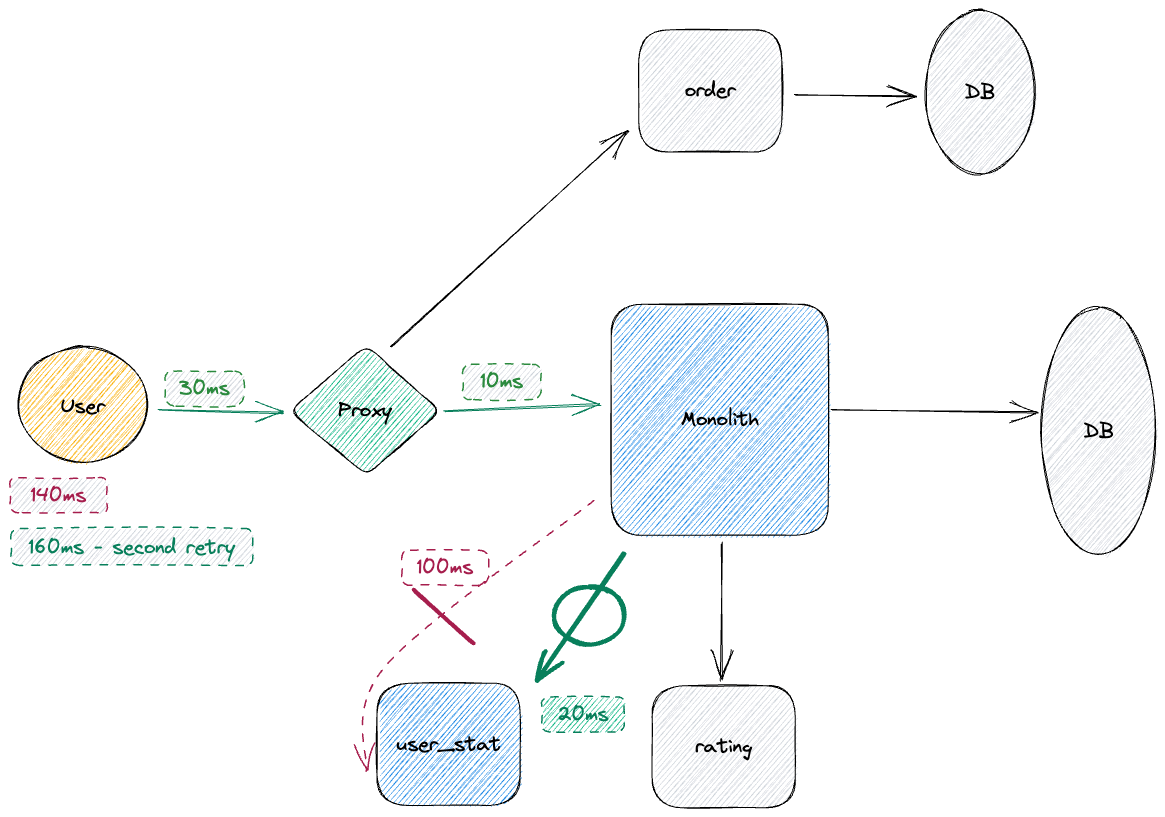 order
DB
User
30ms
Proxy
10ms
Monolith
DB
140ms
160ms - second retry
100ms
20ms
user_stat
rating